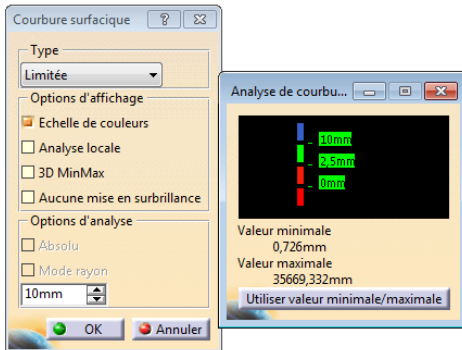 Courbure surfacique
Type
Limitée
Options d'affichage
Echelle de couleurs
Analyse locale
3D MinMax
Aucune mise en surbrillance
Options d'analyse
Absolu
Mode rayon
10mm
OK Annuler
Analyse de courbu...
10mm
2,5mm
0mm
Valeur minimale
0,726mm
Valeur maximale
35669,332mm
Utiliser valeur minimale/maximale